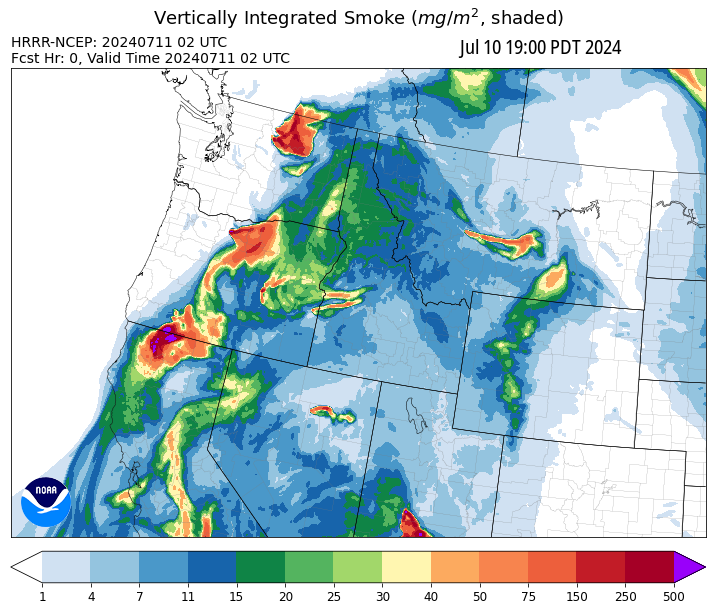 Vertically Integrated Smoke (mg/m², shaded)
HRRR-NCEP: 20240711 02 UTC
Jul 10 19:00 PDT 2024
Fcst Hr: 0, Valid Time 20240711 02 UTC
NOAA
1 4 7 11 15 20 25 30 40 50 75 150 250 500